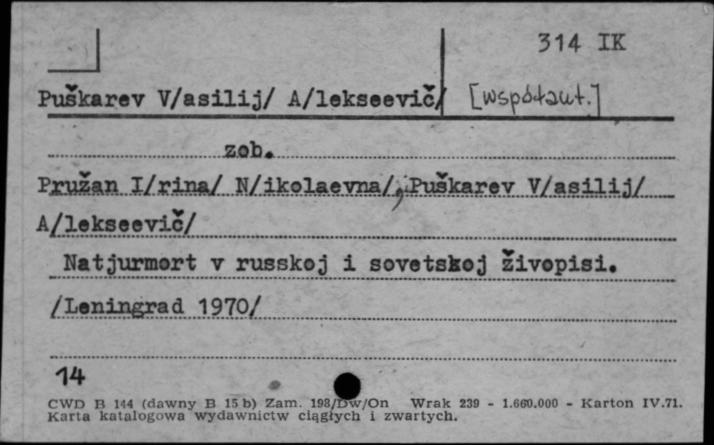 314 IK
Puškarev V/asilij/ A/lekseevič/ [współaut.]
zob.
Pružan I/rina/ N/ikolaevna/, Puškarev V/asilij/
A/lekseevič/
Natjurmort v russkoj i sovetskoj živopisi.
/Leningrad 1970/
14
CWD B 144 (dawny B 15 b) Zam. 198/Dw/On Wrak 239 - 1.660.000 - Karton IV.71.
Karta katalogowa wydawnictw ciągłych i zwartych.